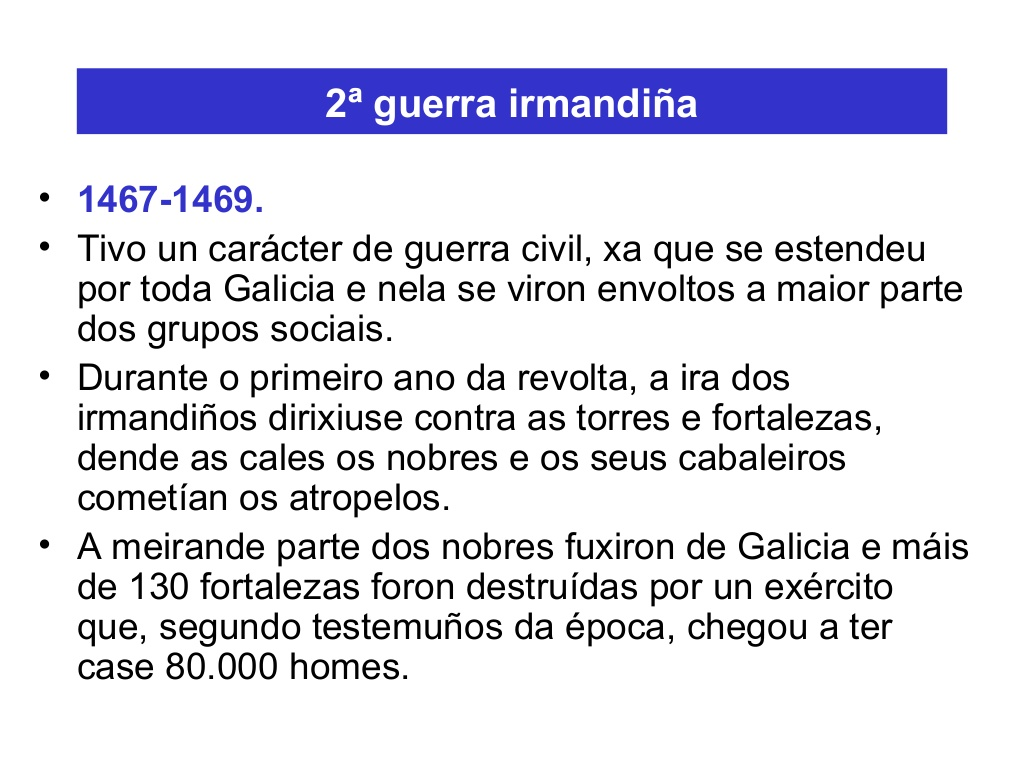 2ª guerra irmandiña
• 1467-1469.
• Tivo un carácter de guerra civil, xa que se estendeu
por toda Galicia e nela se viron envoltos a maior parte
dos grupos sociais.
• Durante o primeiro ano da revolta, a ira dos
irmandiños dirixiuse contra as torres e fortalezas,
dende as cales os nobres e os seus cabaleiros
cometían os atropelos.
• A meirande parte dos nobres fuxiron de Galicia e máis
de 130 fortalezas foron destruídas por un exército
que, segundo testemuños da época, chegou a ter
case 80.000 homes.